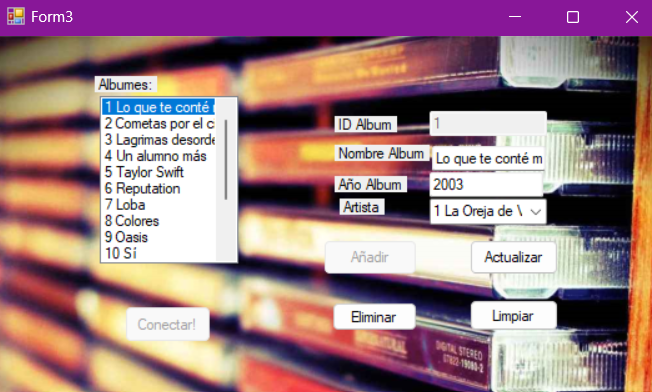 Form3
Albumes:
1 Lo que te conté
2 Cometas por el c
3 Lagrimas desorde
4 Un alumno más
5 Taylor Swift
6 Reputation
7 Loba
8 Colores
9 Oasis
10 Sí
Conectar!
ID Album
1
Nombre Album
Lo que te conté m
Año Album
2003
Artista
1 La Oreja de V
Añadir
Actualizar
Eliminar
Limpiar
DIGITAL STEREO